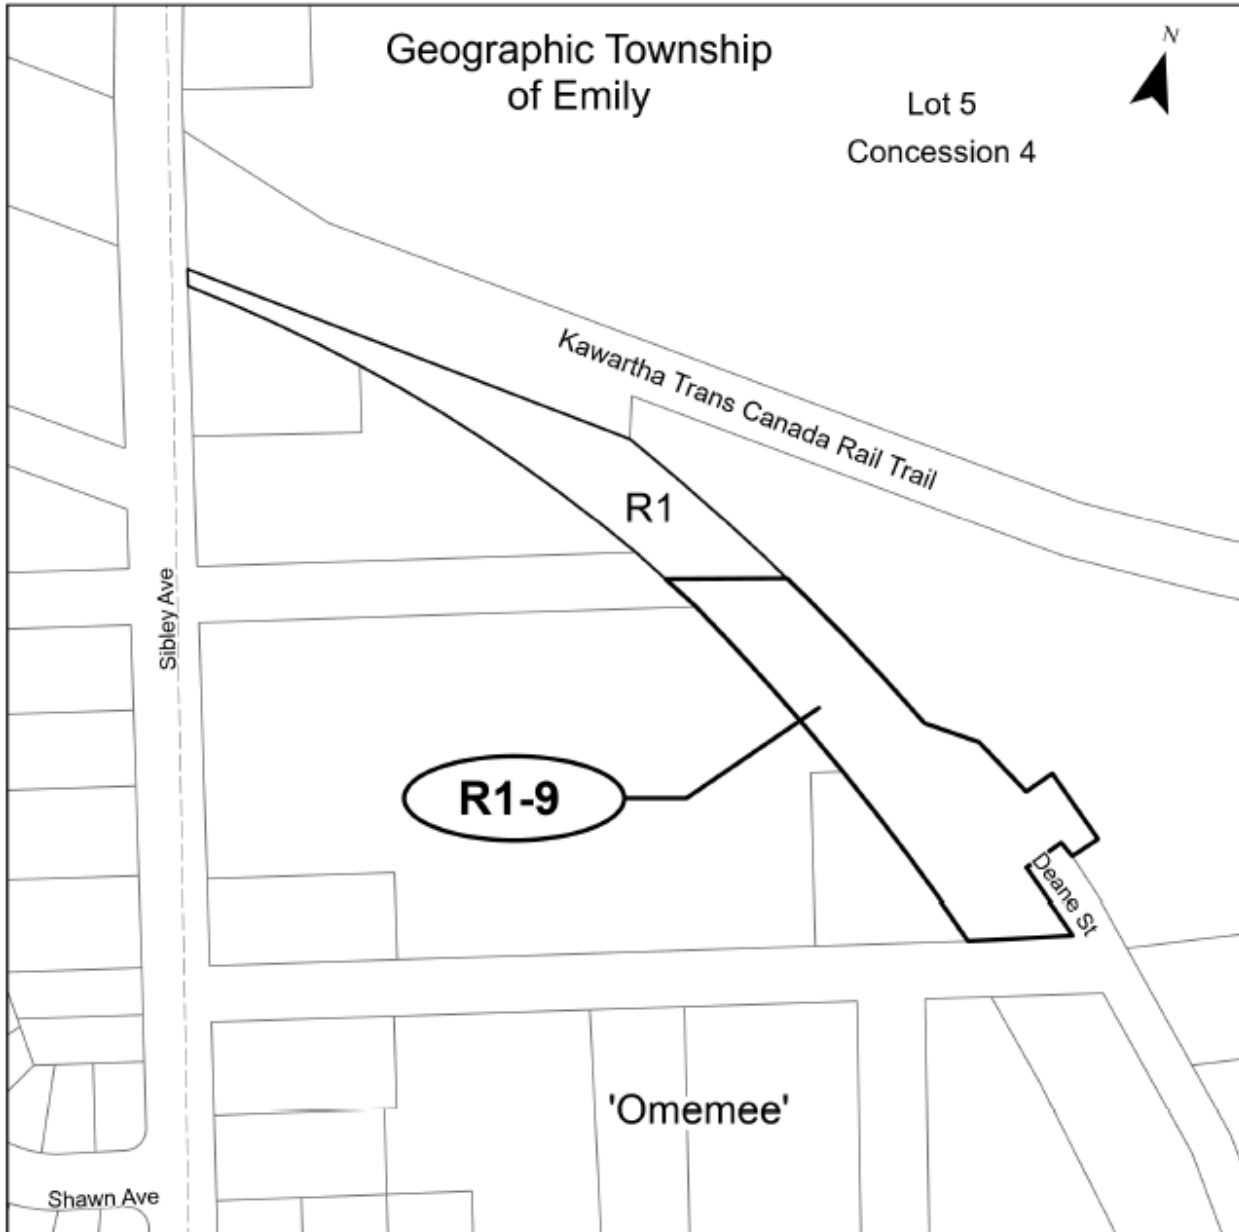 Geographic Township
of Emily
N
Lot 5
Concession 4
Kawartha Trans Canada Rail Trail
R1
Sibley Ave
R1-9
Deane St
'Omemee'
Shawn Ave